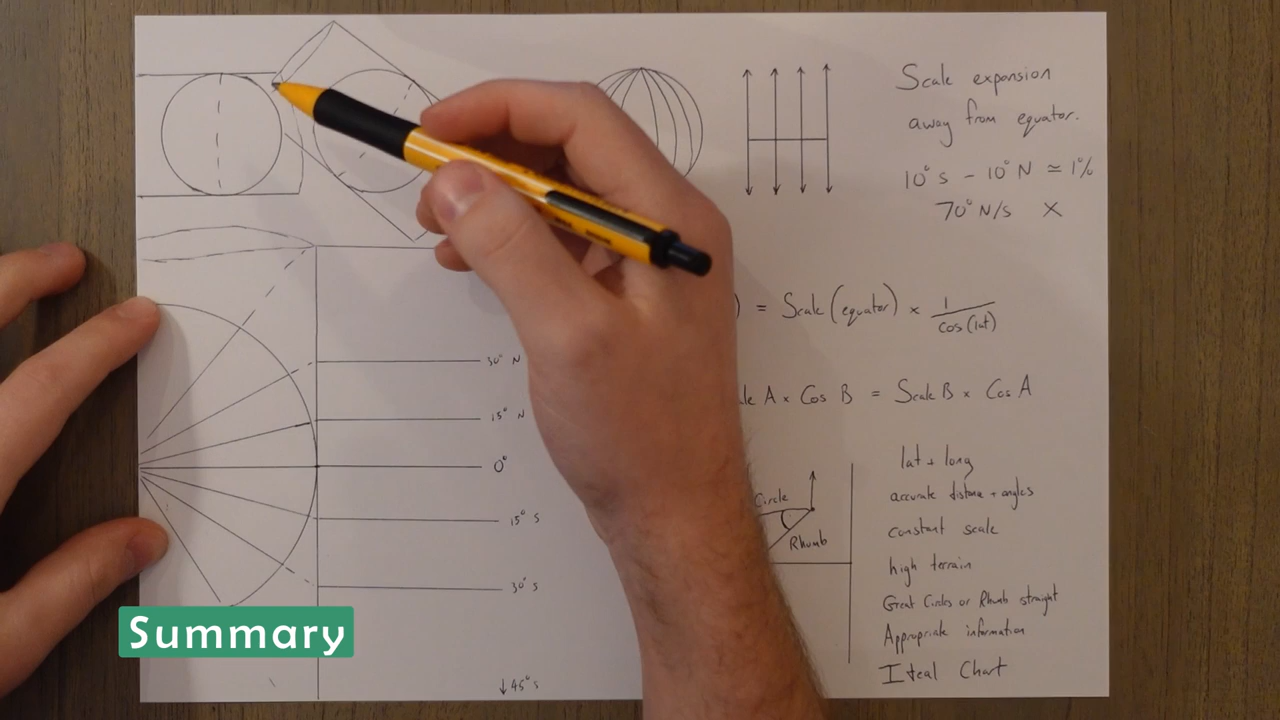 Scale expansion
away from equator.
10° S - 10° N ≃ 1%
70° N/S ×
) = Scale (equator) × 1 / cos (lat)
le A × Cos B = Scale B × Cos A
30° N
15° N
0°
15° S
30° S
↓ 45° S
Circle
Rhumb
lat + long
accurate distance + angles
constant scale
high terrain
Great Circles or Rhumb straight
Appropriate information
Ideal Chart
Summary